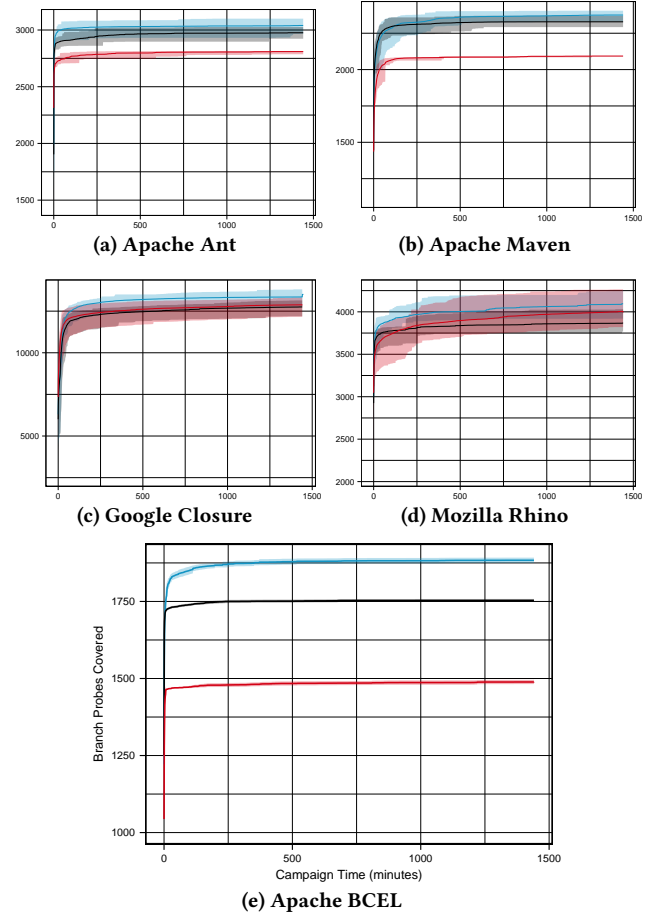 3000
2500
2000
1500
0 500 1000 1500
(a) Apache Ant
2250
1500
0 500 1000 1500
(b) Apache Maven
10000
5000
0 500 1000 1500
(c) Google Closure
4000
3500
3000
2500
2000
0 500 1000 1500
(d) Mozilla Rhino
Branch Probes Covered
1750
1500
1250
1000
0 500 1000 1500
Campaign Time (minutes)
(e) Apache BCEL